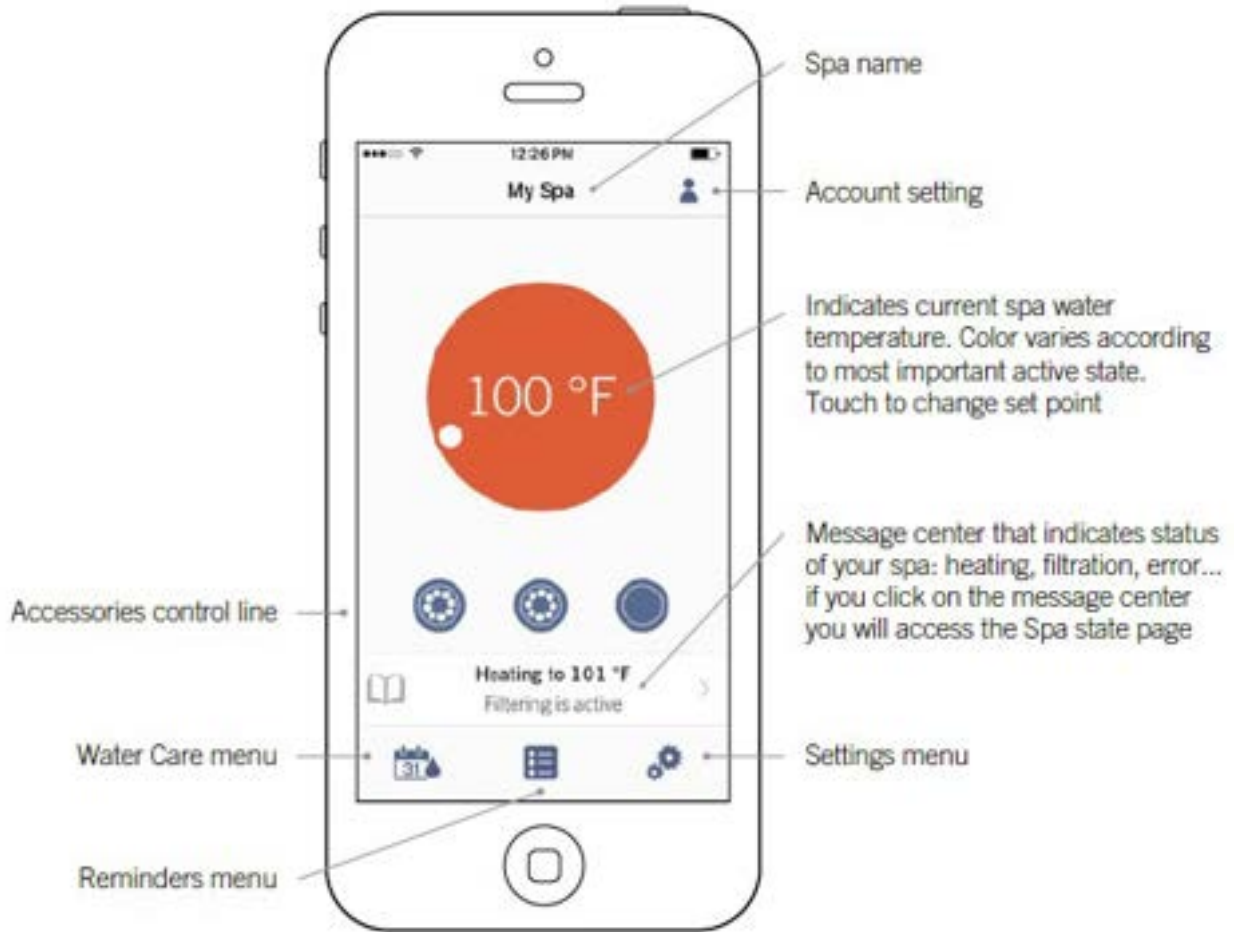 Spa name
12:26 PM
My Spa
Account setting
Indicates current spa water
temperature. Color varies according
to most important active state.
Touch to change set point
100 °F
Message center that indicates status
of your spa: heating, filtration, error...
if you click on the message center
you will access the Spa state page
Accessories control line
Heating to 101 °F
Filtering is active
Water Care menu
31
Settings menu
Reminders menu